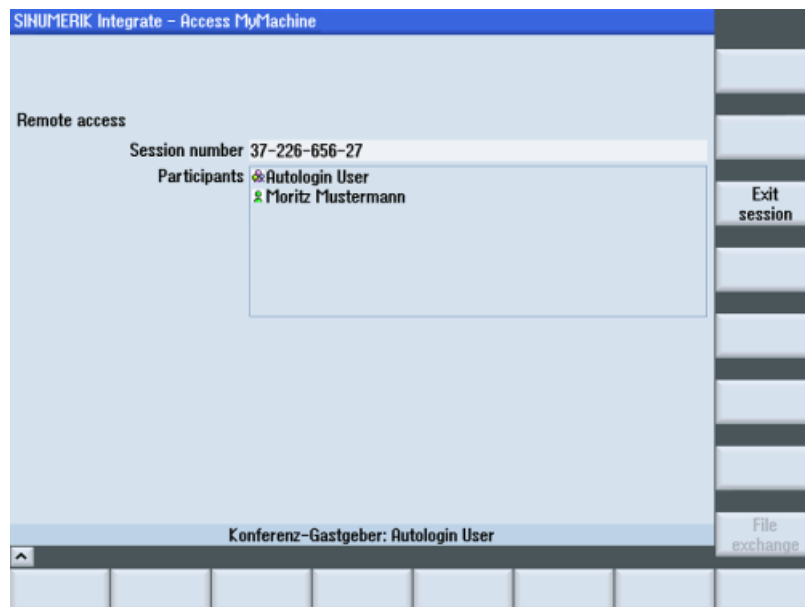 SINUMERIK Integrate - Access MyMachine
Remote access
Session number 37-226-656-27
Participants Autologin User
Moritz Mustermann
Exit
session
Konferenz-Gastgeber: Autologin User
File
exchange